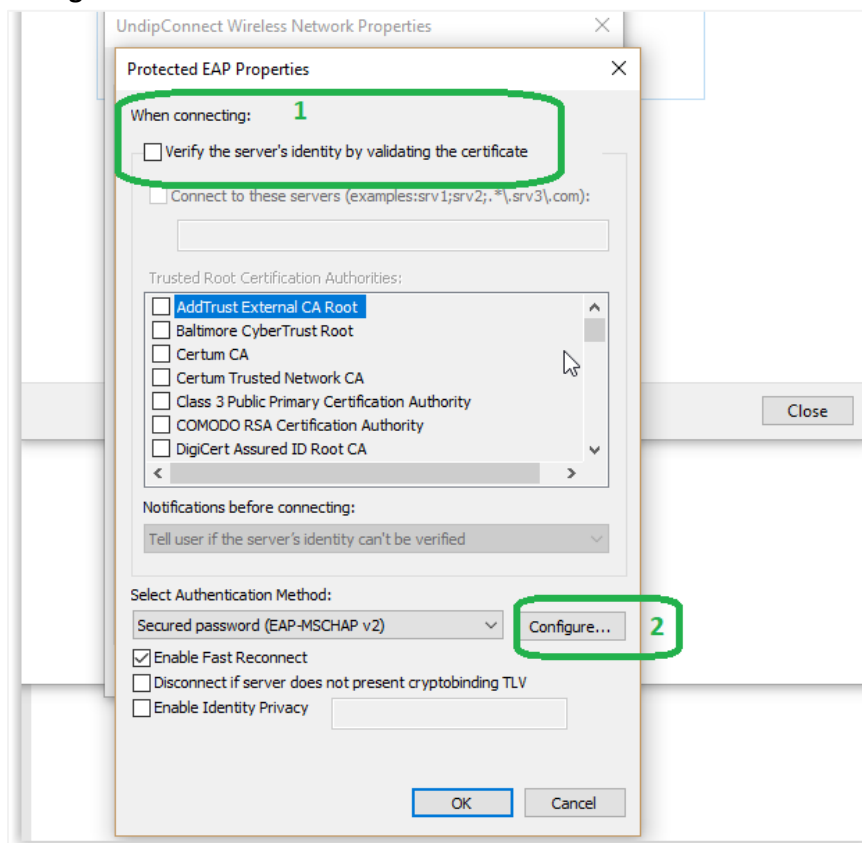 UndipConnect Wireless Network Properties
Protected EAP Properties
When connecting: 1
Verify the server's identity by validating the certificate
Connect to these servers (examples:srv1;srv2;.*\.srv3\.com):
Trusted Root Certification Authorities:
AddTrust External CA Root
Baltimore CyberTrust Root
Certum CA
Certum Trusted Network CA
Class 3 Public Primary Certification Authority
COMODO RSA Certification Authority
DigiCert Assured ID Root CA
Close
Notifications before connecting:
Tell user if the server's identity can't be verified
Select Authentication Method:
Secured password (EAP-MSCHAP v2) Configure... 2
Enable Fast Reconnect
Disconnect if server does not present cryptobinding TLV
Enable Identity Privacy
OK Cancel